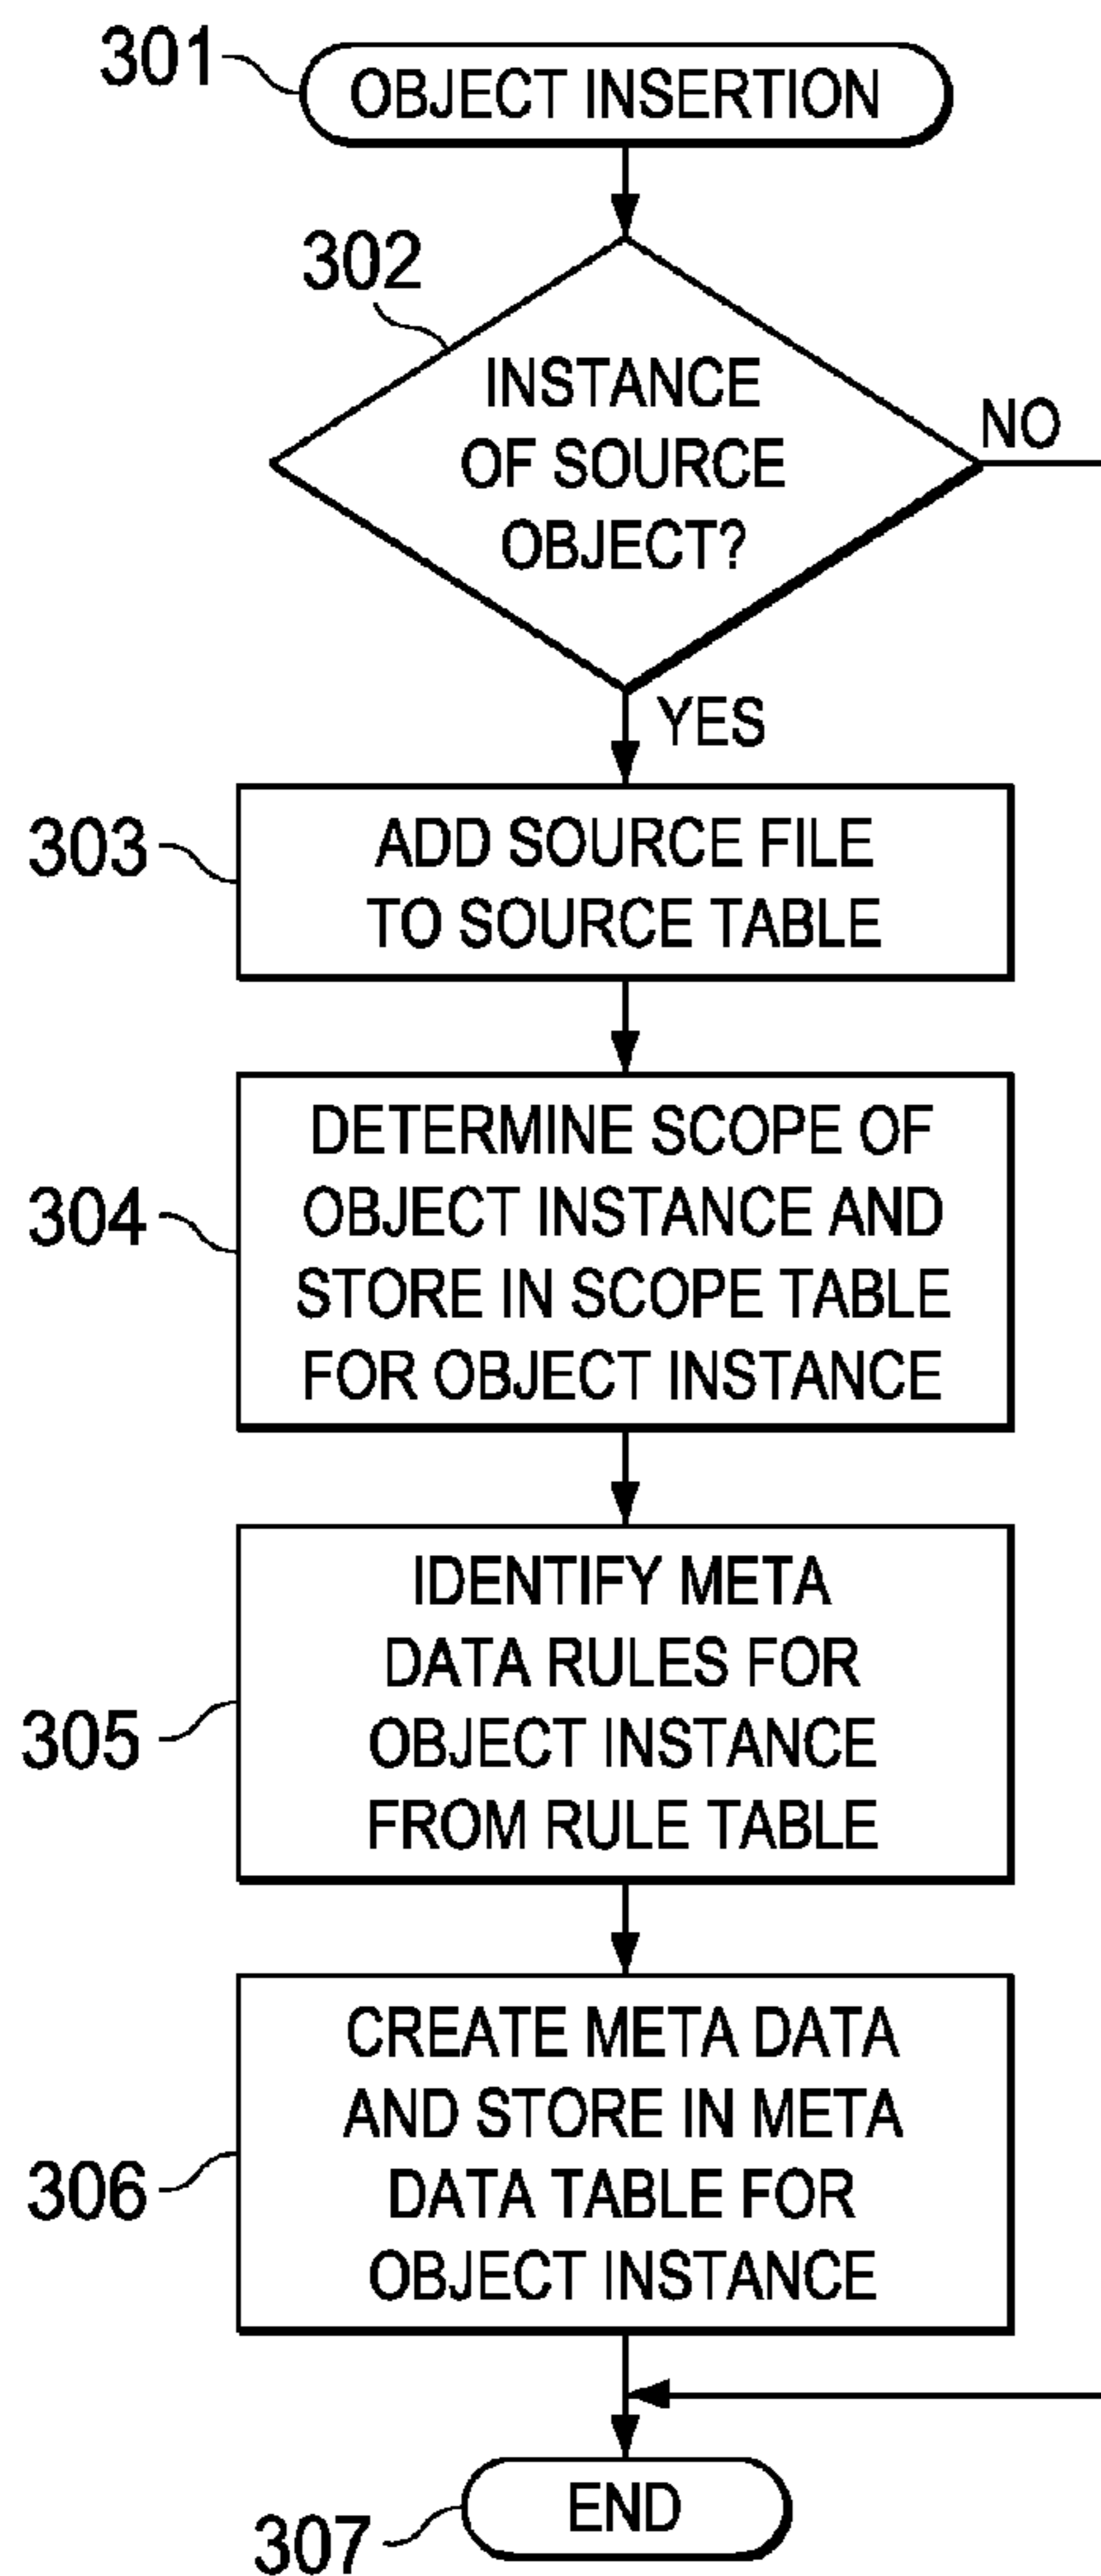 301
OBJECT INSERTION
302
INSTANCE
OF SOURCE
OBJECT?
NO
YES
303
ADD SOURCE FILE
TO SOURCE TABLE
304
DETERMINE SCOPE OF
OBJECT INSTANCE AND
STORE IN SCOPE TABLE
FOR OBJECT INSTANCE
305
IDENTIFY META
DATA RULES FOR
OBJECT INSTANCE
FROM RULE TABLE
306
CREATE META DATA
AND STORE IN META
DATA TABLE FOR
OBJECT INSTANCE
307
END